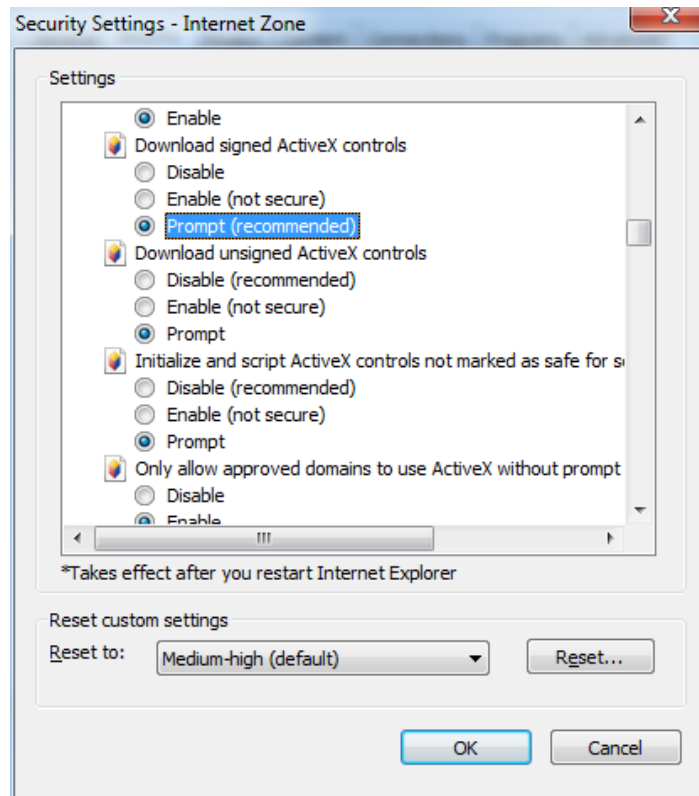 Security Settings - Internet Zone
Settings
Enable
Download signed ActiveX controls
Disable
Enable (not secure)
Prompt (recommended)
Download unsigned ActiveX controls
Disable (recommended)
Enable (not secure)
Prompt
Initialize and script ActiveX controls not marked as safe for s
Disable (recommended)
Enable (not secure)
Prompt
Only allow approved domains to use ActiveX without prompt
Disable
Enable
*Takes effect after you restart Internet Explorer
Reset custom settings
Reset to:
Medium-high (default)
Reset...
OK
Cancel